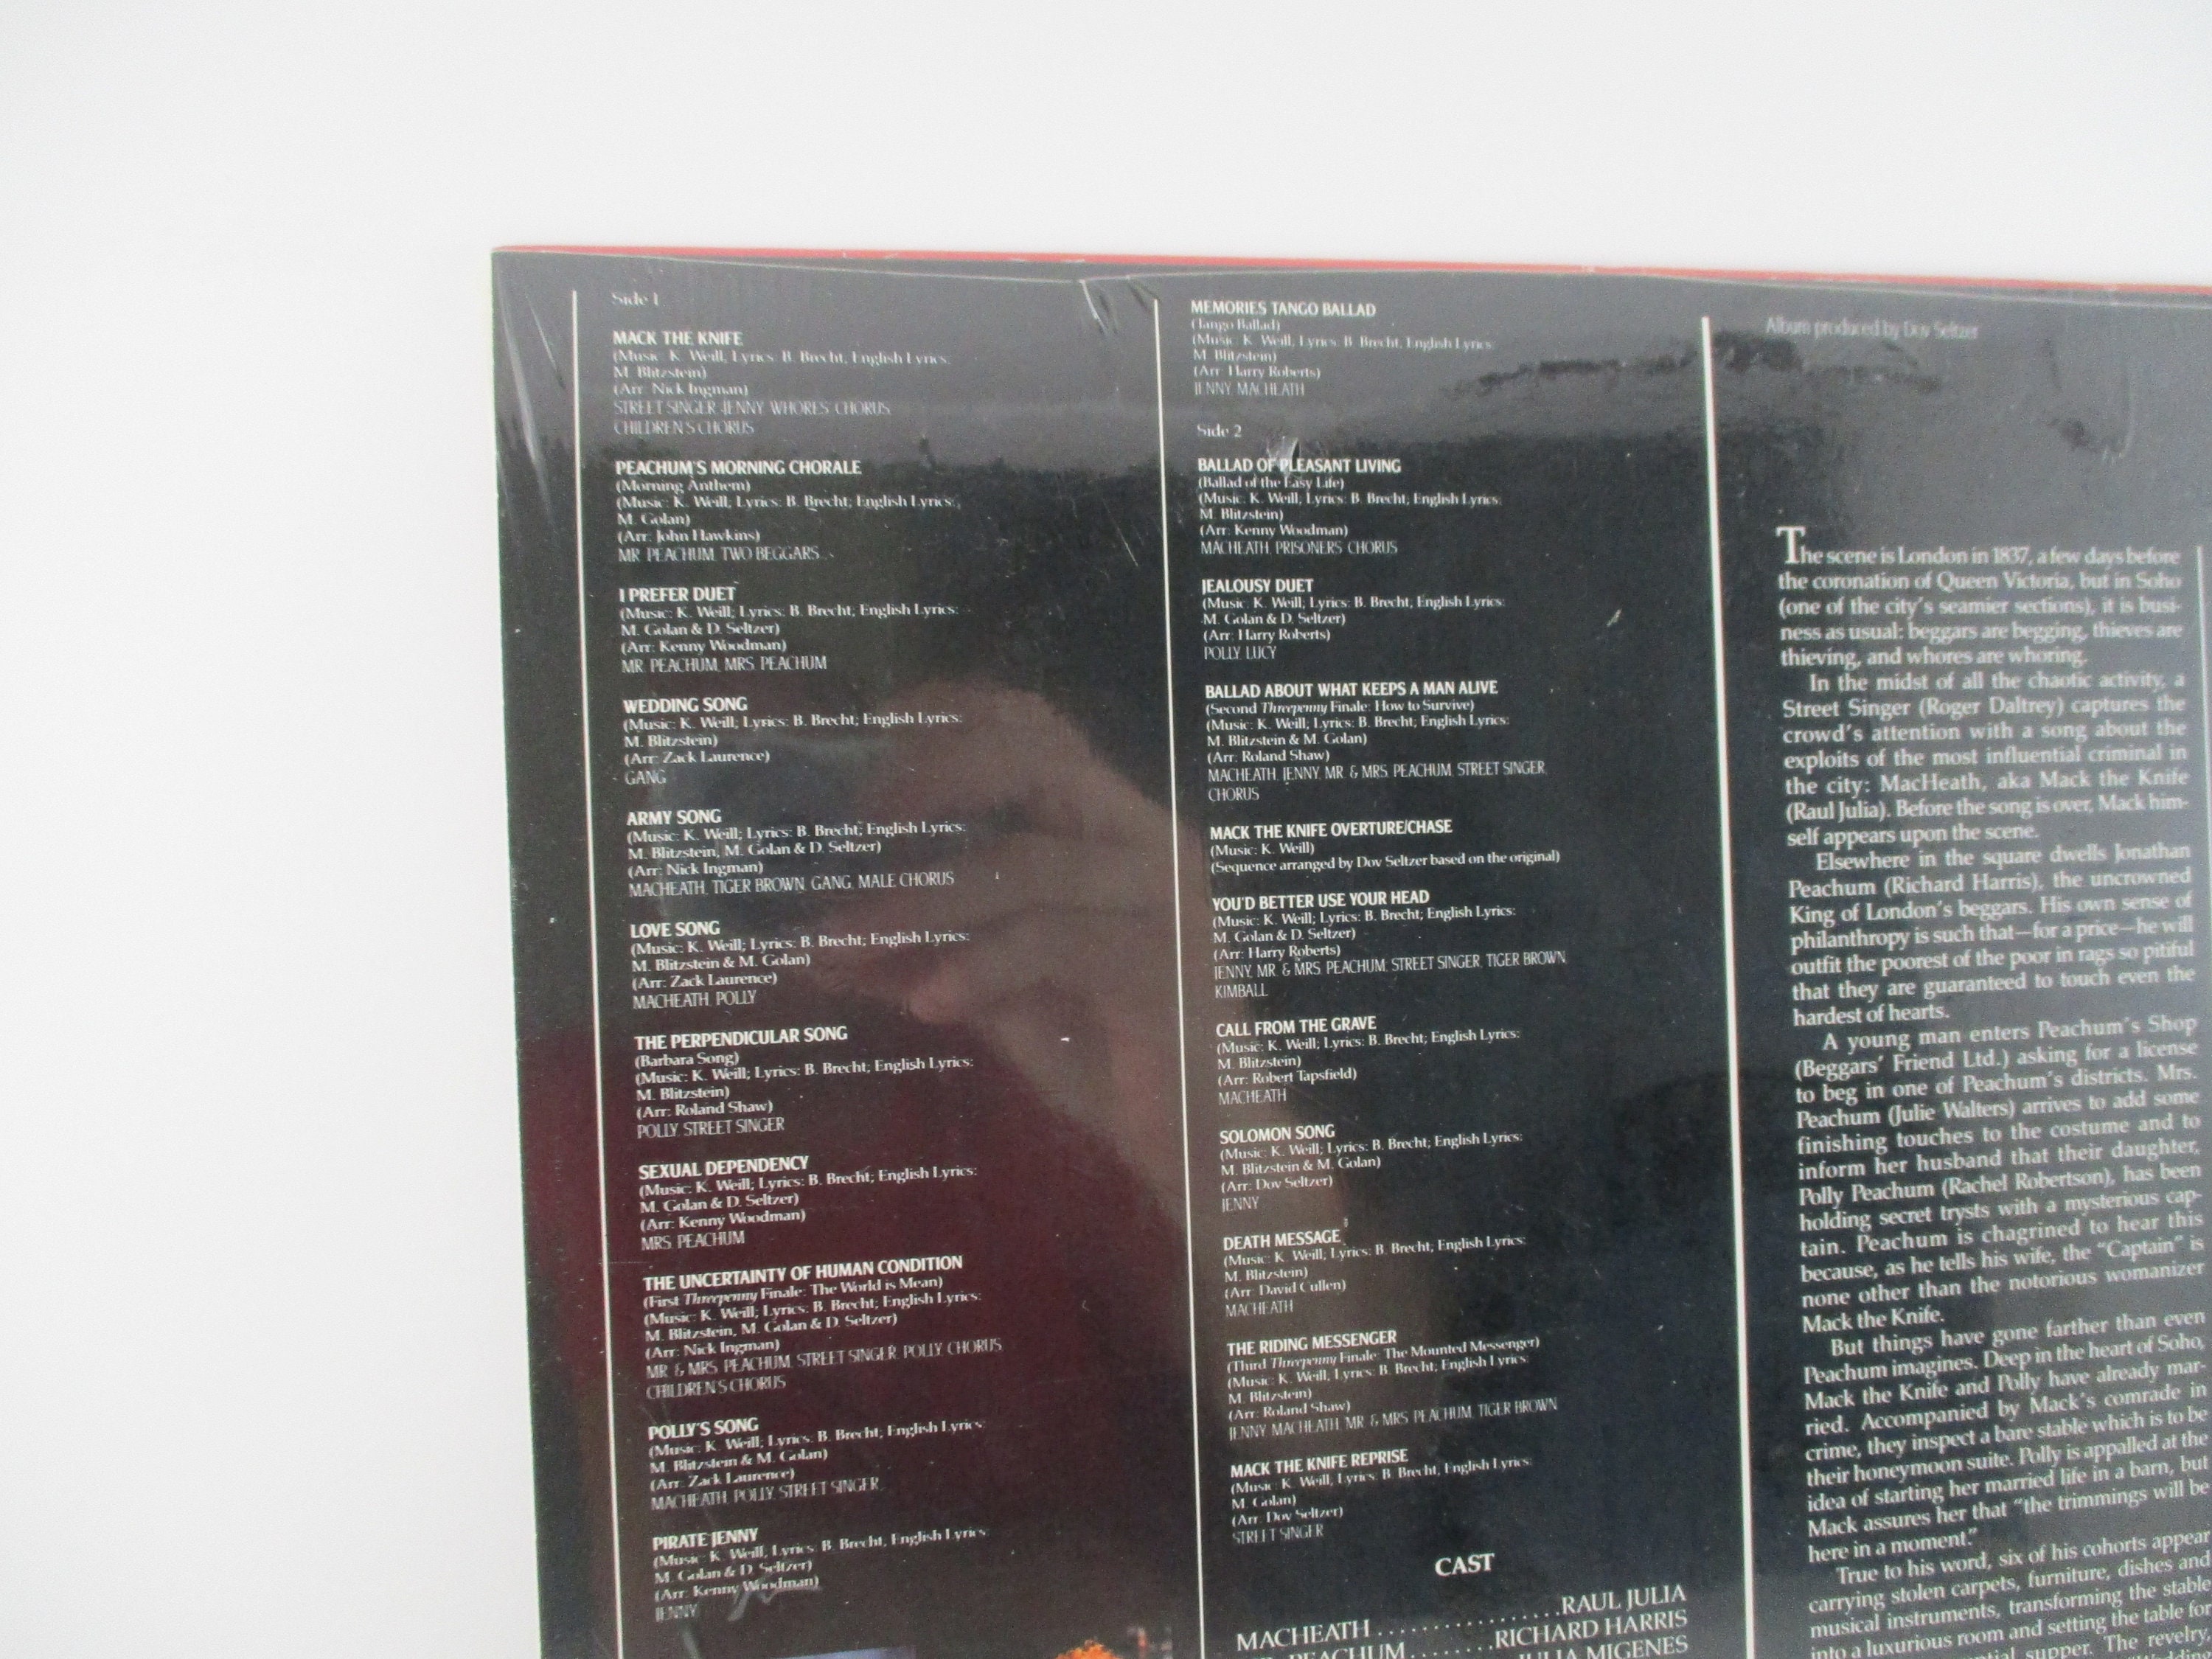 Side 1
MACK THE KNIFE
(Music: K. Weill, Lyrics: B. Brecht, English Lyrics:
M. Blitzstein)
(Arr: Nick Ingman)
STREET SINGER, JENNY, WHORES' CHORUS,
CHILDREN'S CHORUS
PEACHUM'S MORNING CHORALE
(Morning Anthem)
(Music: K. Weill; Lyrics: B. Brecht; English Lyrics:
M. Golan)
(Arr: John Hawkins)
MR. PEACHUM, TWO BEGGARS
I PREFER DUET
(Music: K. Weill; Lyrics: B. Brecht; English Lyrics:
M. Golan & D. Seltzer)
(Arr: Kenny Woodman)
MR. PEACHUM, MRS. PEACHUM
WEDDING SONG
(Music: K. Weill; Lyrics: B. Brecht; English Lyrics:
M. Blitzstein)
(Arr: Zack Laurence)
GANG
ARMY SONG
(Music: K. Weill; Lyrics: B. Brecht; English Lyrics:
M. Blitzstein, M. Golan & D. Seltzer)
(Arr: Nick Ingman)
MACHEATH, TIGER BROWN, GANG, MALE CHORUS
LOVE SONG
(Music: K. Weill; Lyrics: B. Brecht; English Lyrics:
M. Blitzstein & M. Golan)
(Arr: Zack Laurence)
MACHEATH, POLLY
THE PERPENDICULAR SONG
(Barbara Song)
(Music: K. Weill; Lyrics: B. Brecht; English Lyrics:
M. Blitzstein)
(Arr: Roland Shaw)
POLLY, STREET SINGER
SEXUAL DEPENDENCY
(Music: K. Weill; Lyrics: B. Brecht; English Lyrics:
M. Golan & D. Seltzer)
(Arr: Kenny Woodman)
MRS. PEACHUM
THE UNCERTAINTY OF HUMAN CONDITION
(First Threepenny Finale: The World is Mean)
(Music: K. Weill; Lyrics: B. Brecht; English Lyrics:
M. Blitzstein, M. Golan & D. Seltzer)
(Arr: Nick Ingman)
MR. & MRS. PEACHUM, STREET SINGER, POLLY, CHORUS,
CHILDREN'S CHORUS
POLLY'S SONG
(Music: K. Weill; Lyrics: B. Brecht; English Lyrics:
M. Blitzstein & M. Golan)
(Arr: Zack Laurence)
MACHEATH, POLLY, STREET SINGER
PIRATE JENNY
(Music: K. Weill, Lyrics: B. Brecht, English Lyrics:
M. Golan & D. Seltzer)
(Arr: Kenny Woodman)
JENNY
MEMORIES TANGO BALLAD
(Tango Ballad)
(Music: K. Weill, Lyrics: B. Brecht, English Lyrics:
M. Blitzstein)
(Arr: Harry Roberts)
JENNY, MACHEATH
Side 2
BALLAD OF PLEASANT LIVING
(Ballad of the Easy Life)
(Music: K. Weill; Lyrics: B. Brecht; English Lyrics:
M. Blitzstein)
(Arr: Kenny Woodman)
MACHEATH, PRISONERS' CHORUS
JEALOUSY DUET
(Music: K. Weill; Lyrics: B. Brecht; English Lyrics:
M. Golan & D. Seltzer)
(Arr: Harry Roberts)
POLLY, LUCY
BALLAD ABOUT WHAT KEEPS A MAN ALIVE
(Second Threepenny Finale: How to Survive)
(Music: K. Weill; Lyrics: B. Brecht; English Lyrics:
M. Blitzstein & M. Golan)
(Arr: Roland Shaw)
MACHEATH, JENNY, MR. & MRS. PEACHUM, STREET SINGER,
CHORUS
MACK THE KNIFE OVERTURE/CHASE
(Music: K. Weill)
(Sequence arranged by Dov Seltzer based on the original)
YOU'D BETTER USE YOUR HEAD
(Music: K. Weill; Lyrics: B. Brecht; English Lyrics:
M. Golan & D. Seltzer)
(Arr: Harry Roberts)
JENNY, MR. & MRS. PEACHUM, STREET SINGER, TIGER BROWN
KIMBALL
CALL FROM THE GRAVE
(Music: K. Weill; Lyrics: B. Brecht; English Lyrics:
M. Blitzstein)
(Arr: Robert Tapsfield)
MACHEATH
SOLOMON SONG
(Music: K. Weill; Lyrics: B. Brecht; English Lyrics:
M. Blitzstein & M. Golan)
(Arr: Dov Seltzer)
JENNY
DEATH MESSAGE
(Music: K. Weill; Lyrics: B. Brecht; English Lyrics:
M. Blitzstein)
(Arr: David Cullen)
MACHEATH
THE RIDING MESSENGER
(Third Threepenny Finale: The Mounted Messenger)
(Music: K. Weill; Lyrics: B. Brecht; English Lyrics:
M. Blitzstein)
(Arr: Roland Shaw)
JENNY, MACHEATH, MR. & MRS. PEACHUM, TIGER BROWN
MACK THE KNIFE REPRISE
(Music: K. Weill; Lyrics: B. Brecht, English Lyrics:
M. Golan)
(Arr: Dov Seltzer)
STREET SINGER
CAST
MACHEATH..............RAUL JULIA
PEACHUM........RICHARD HARRIS
JULIA MIGENES
Album produced by Dov Seltzer
The scene is London in 1837, a few days before
the coronation of Queen Victoria, but in Soho
(one of the city's seamier sections), it is busi-
ness as usual: beggars are begging, thieves are
thieving, and whores are whoring.
In the midst of all the chaotic activity, a
Street Singer (Roger Daltrey) captures the
crowd's attention with a song about the
exploits of the most influential criminal in
the city: MacHeath, aka Mack the Knife
(Raul Julia). Before the song is over, Mack him-
self appears upon the scene.
Elsewhere in the square dwells Jonathan
Peachum (Richard Harris), the uncrowned
King of London's beggars. His own sense of
philanthropy is such that—for a price—he will
outfit the poorest of the poor in rags so pitiful
that they are guaranteed to touch even the
hardest of hearts.
A young man enters Peachum's Shop
(Beggars' Friend Ltd.) asking for a license
to beg in one of Peachum's districts. Mrs.
Peachum (Julie Walters) arrives to add some
finishing touches to the costume and to
inform her husband that their daughter,
Polly Peachum (Rachel Robertson), has been
holding secret trysts with a mysterious cap-
tain. Peachum is chagrined to hear this
because, as he tells his wife, the "Captain" is
none other than the notorious womanizer
Mack the Knife.
But things have gone farther than even
Peachum imagines. Deep in the heart of Soho,
Mack the Knife and Polly have already mar-
ried. Accompanied by Mack's comrade in
crime, they inspect a bare stable which is to be
their honeymoon suite. Polly is appalled at the
idea of starting her married life in a barn, but
Mack assures her that "the trimmings will be
here in a moment."
True to his word, six of his cohorts appear
carrying stolen carpets, furniture, dishes and
musical instruments, transforming the stable
into a luxurious room and setting the table for
supper. The revelry,